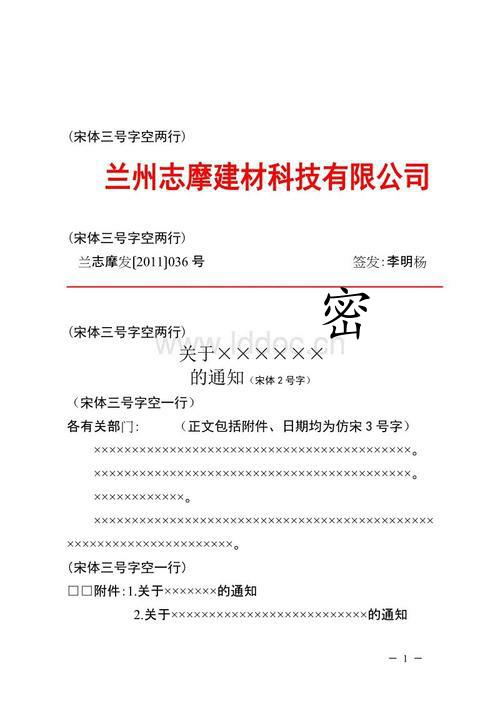 (宋体三号字空两行)
兰州志摩建材科技有限公司
(宋体三号字空两行)
兰志摩发[2011]036 号 签发:李明杨
密
(宋体三号字空两行)
www.lddoc.cn
关于××××××
的通知(宋体 2 号字)
（宋体三号字空一行）
各有关部门: （正文包括附件、日期均为仿宋 3 号字）
×××××××××××××××××××××××××××××××××××××××××。
×××××××××××××××××××××××××××××××××××××××××。
××××××××××××。
××××××××××××××××××××××××××××××××××××××××××××
××××××××××××××××××××××。
(宋体三号字空一行)
□□附件:1.关于×××××××的通知
2.关于××××××××××××××××××××××××××的通知
－ 1 －